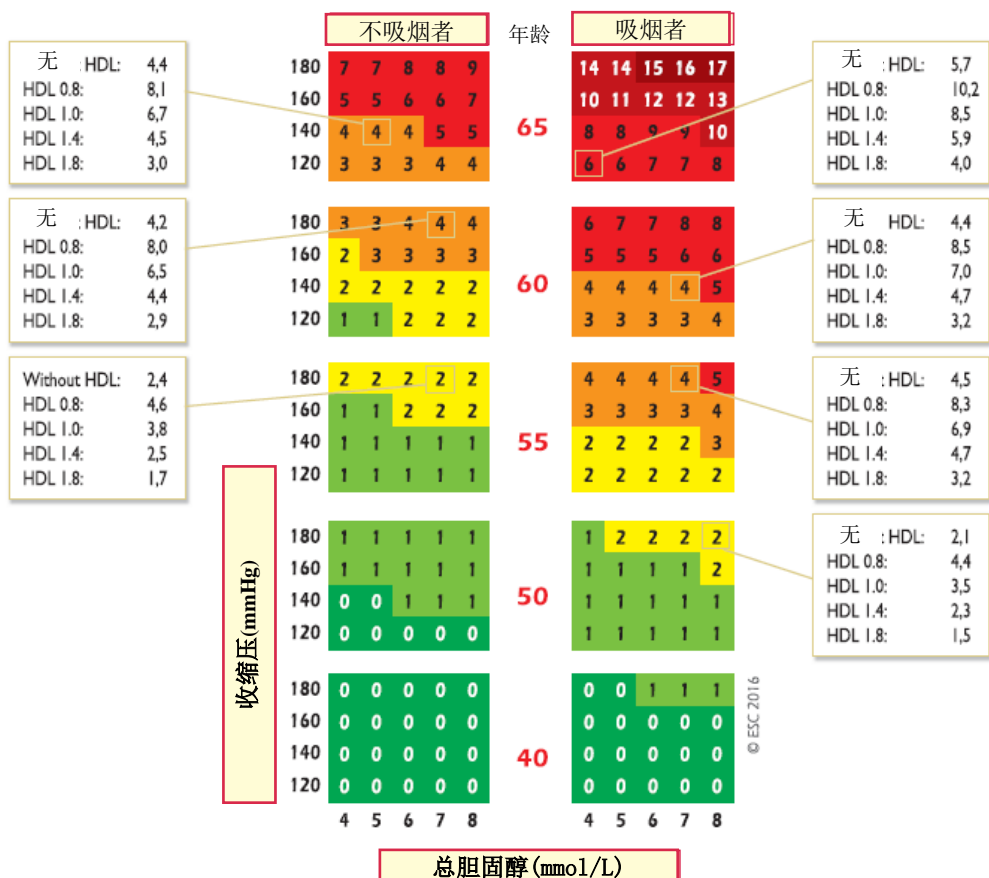 不吸烟者 年龄 吸烟者
无 :HDL: 4,4
HDL 0.8: 8,1
HDL 1.0: 6,7
HDL 1.4: 4,5
HDL 1.8: 3,0
180 7 7 8 8 9
160 5 5 6 6 7
140 4 4 4 5 5
120 3 3 3 4 4
65
14 14 15 16 17
10 11 12 12 13
8 8 9 9 10
6 6 7 7 8
无 :HDL: 5,7
HDL 0.8: 10,2
HDL 1.0: 8,5
HDL 1.4: 5,9
HDL 1.8: 4,0
无 :HDL: 4,2
HDL 0.8: 8,0
HDL 1.0: 6,5
HDL 1.4: 4,4
HDL 1.8: 2,9
180 3 3 4 4 4
160 2 3 3 3 3
140 2 2 2 2 2
120 1 1 2 2 2
60
6 7 7 8 8
5 5 5 6 6
4 4 4 4 5
3 3 3 3 4
无 HDL: 4,4
HDL 0.8: 8,5
HDL 1.0: 7,0
HDL 1.4: 4,7
HDL 1.8: 3,2
Without HDL: 2,4
HDL 0.8: 4,6
HDL 1.0: 3,8
HDL 1.4: 2,5
HDL 1.8: 1,7
180 2 2 2 2 2
160 1 1 2 2 2
140 1 1 1 1 1
120 1 1 1 1 1
55
4 4 4 4 5
3 3 3 3 4
2 2 2 2 3
2 2 2 2 2
无 :HDL: 4,5
HDL 0.8: 8,3
HDL 1.0: 6,9
HDL 1.4: 4,7
HDL 1.8: 3,2
收缩压(mmHg)
180 1 1 1 1 1
160 1 1 1 1 1
140 0 0 1 1 1
120 0 0 0 0 0
50
1 2 2 2 2
1 1 1 1 2
1 1 1 1 1
1 1 1 1 1
无 :HDL: 2,1
HDL 0.8: 4,4
HDL 1.0: 3,5
HDL 1.4: 2,3
HDL 1.8: 1,5
180 0 0 0 0 0
160 0 0 0 0 0
140 0 0 0 0 0
120 0 0 0 0 0
40
0 0 1 1 1
0 0 0 0 0
0 0 0 0 0
0 0 0 0 0
© ESC 2016
4 5 6 7 8
4 5 6 7 8
总胆固醇(mmol/L)